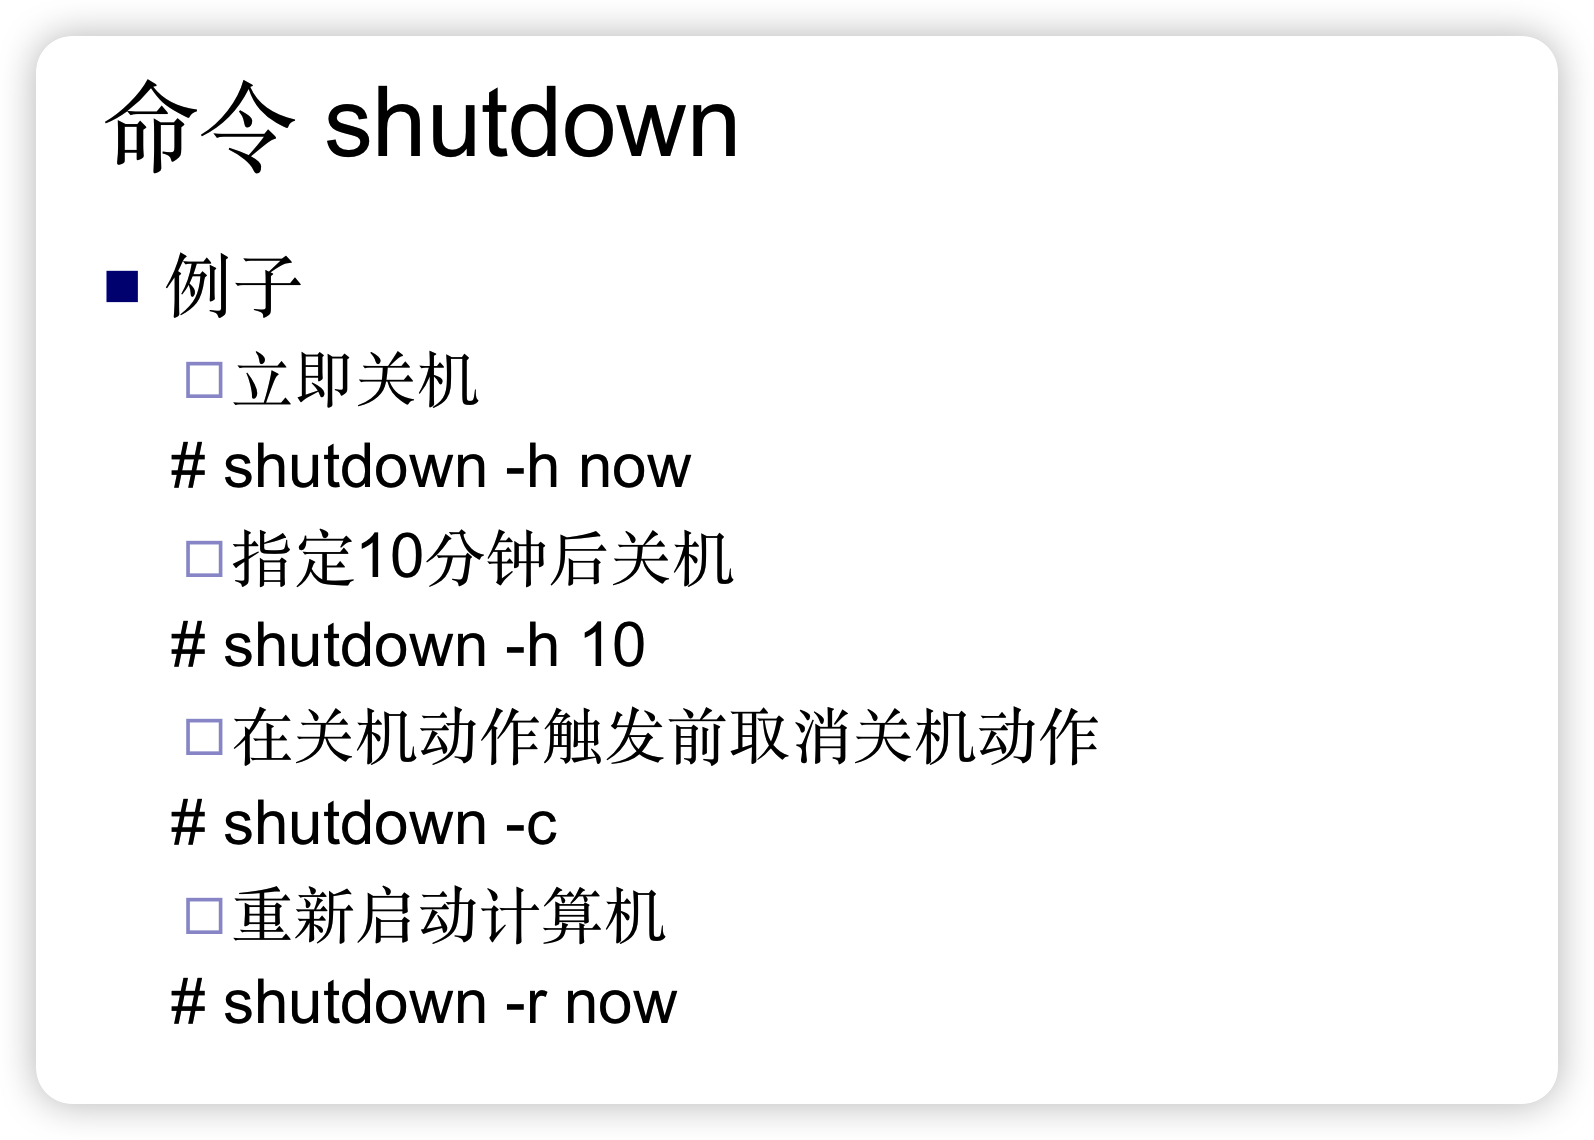 命令 shutdown
例子
立即关机
# shutdown -h now
指定10分钟后关机
# shutdown -h 10
在关机动作触发前取消关机动作
# shutdown -c
重新启动计算机
# shutdown -r now